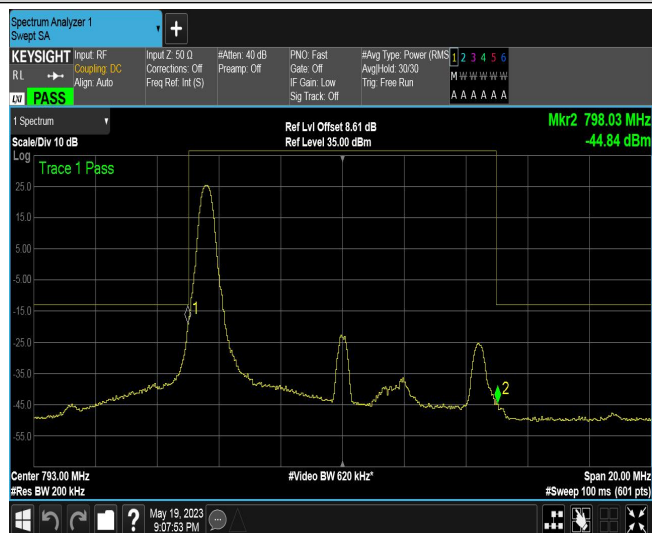 Spectrum Analyzer 1
Swept SA
+
KEYSIGHT Input: RF Input Z: 50 Ω #Atten: 40 dB PNO: Fast #Avg Type: Power (RMS 1 2 3 4 5 6
RL Coupling: DC Corrections: Off Preamp: Off Gate: Off Avg|Hold: 30/30 M W W W W W
Align: Auto Freq Ref: Int (S) IF Gain: Low Trig: Free Run
LXI PASS Sig Track: Off A A A A A A
1 Spectrum Ref Lvl Offset 8.61 dB Mkr2 798.03 MHz
Scale/Div 10 dB Ref Level 35.00 dBm -44.84 dBm
Log
Trace 1 Pass
25.0
15.0
5.00
-5.00
-15.0
1
-25.0
-35.0
-45.0
2
-55.0
Center 793.00 MHz #Video BW 620 kHz* Span 20.00 MHz
#Res BW 200 kHz #Sweep 100 ms (601 pts)
? May 19, 2023
9:07:53 PM